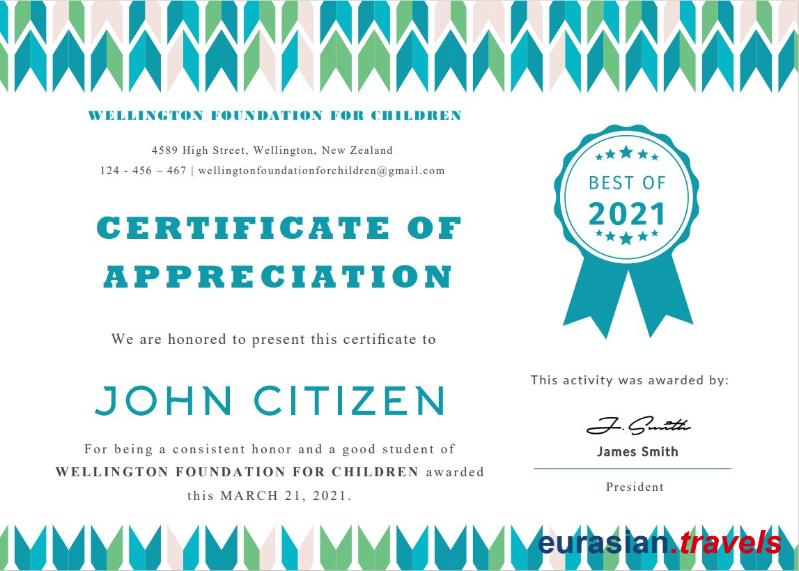 WELLINGTON FOUNDATION FOR CHILDREN
4589 High Street, Wellington, New Zealand
124 - 456 – 467 | wellingtonfoundationforchildren@gmail.com
CERTIFICATE OF
APPRECIATION
We are honored to present this certificate to
JOHN CITIZEN
For being a consistent honor and a good student of
WELLINGTON FOUNDATION FOR CHILDREN awarded
this MARCH 21, 2021.
BEST OF
2021
This activity was awarded by:
J. Smith
James Smith
President
eurasian.travels